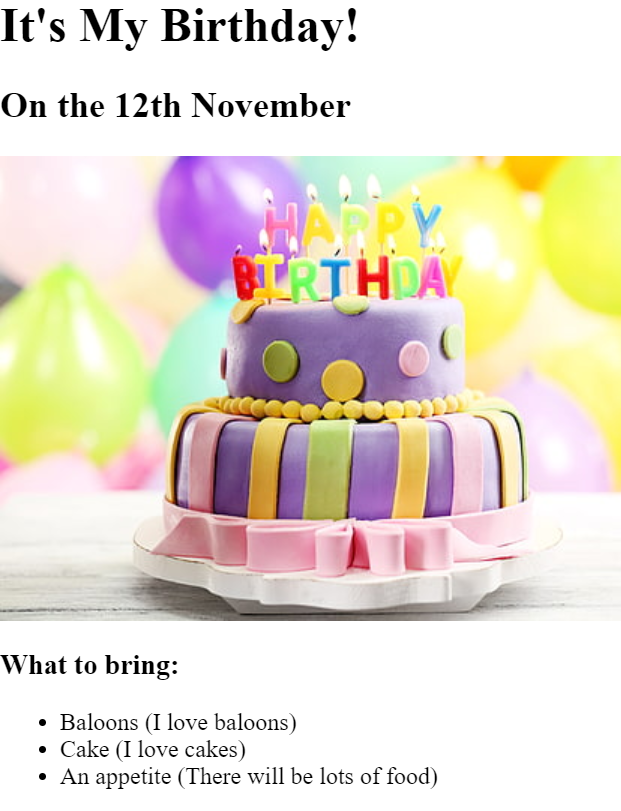 It's My Birthday!
On the 12th November
HAPPY
BIRTHDAY
What to bring:
Baloons (I love baloons)
Cake (I love cakes)
An appetite (There will be lots of food)